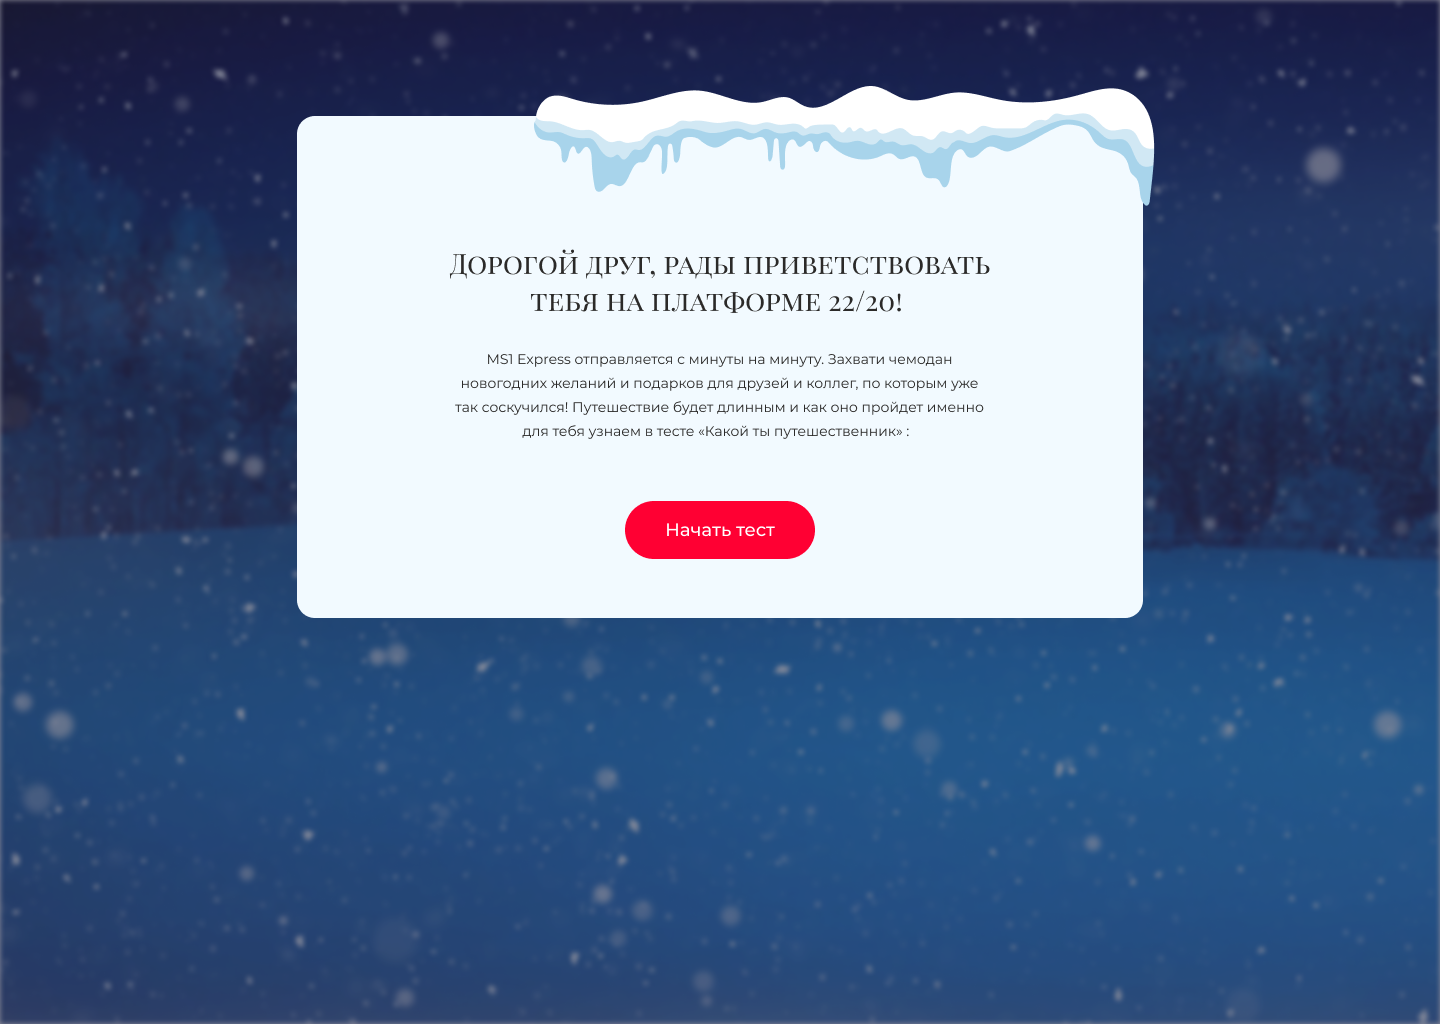 Дорогой друг, рады приветствовать
тебя на платформе 22/20!
MS1 Express отправляется с минуты на минуту. Захвати чемодан
новогодних желаний и подарков для друзей и коллег, по которым уже
так соскучился! Путешествие будет длинным и как оно пройдет именно
для тебя узнаем в тесте «Какой ты путешественник» :
Начать тест